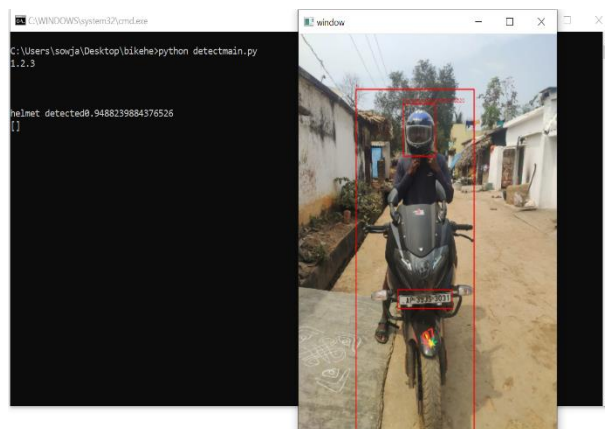 C:\WINDOWS\system32\cmd.exe
C:\Users\sowja\Desktop\bikehe>python detectmain.py
1.2.3
helmet detected0.9488239884376526
[]
window